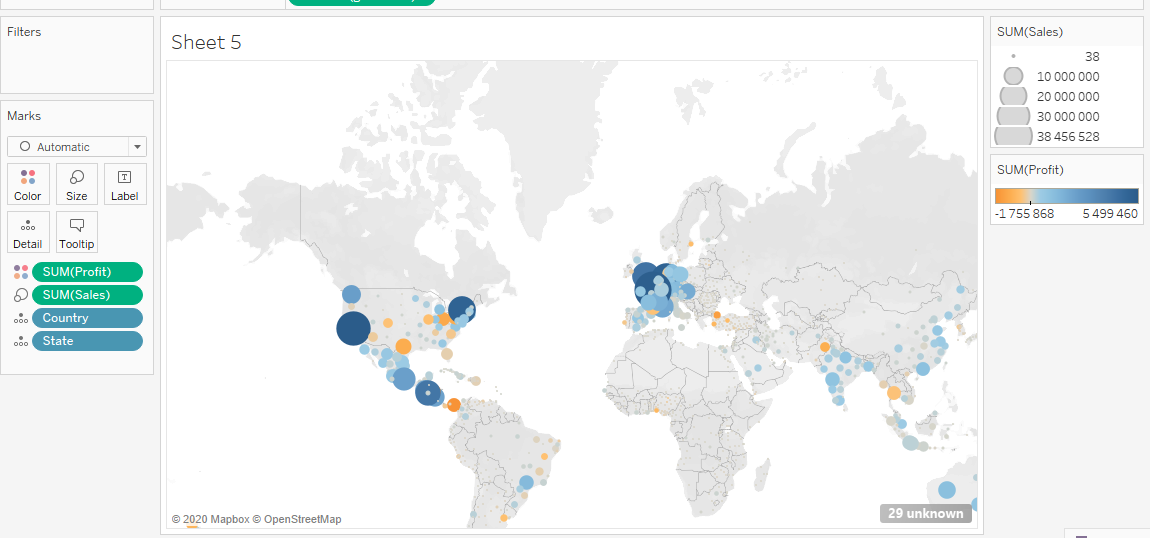 Filters
Sheet 5
SUM(Sales)
38
10 000 000
20 000 000
30 000 000
38 456 528
Marks
Automatic
Color
Size
Label
Detail
Tooltip
SUM(Profit)
SUM(Sales)
Country
State
SUM(Profit)
-1 755 868
5 499 460
© 2020 Mapbox © OpenStreetMap
29 unknown